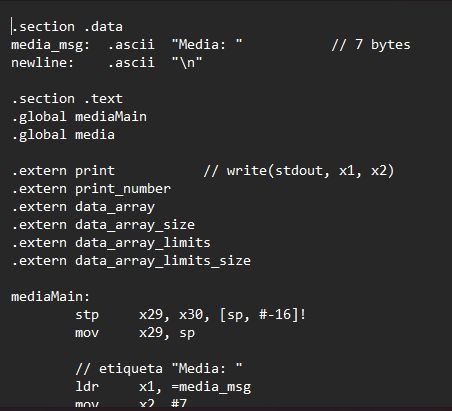 .section .data
media_msg:  .ascii  "Media: "           // 7 bytes
newline:    .ascii  "\n"
.section .text
.global mediaMain
.global media
.extern print           // write(stdout, x1, x2)
.extern print_number
.extern data_array
.extern data_array_size
.extern data_array_limits
.extern data_array_limits_size
mediaMain:
        stp     x29, x30, [sp, #-16]!
        mov     x29, sp
        // etiqueta "Media: "
        ldr     x1, =media_msg
        mov     x2, #7